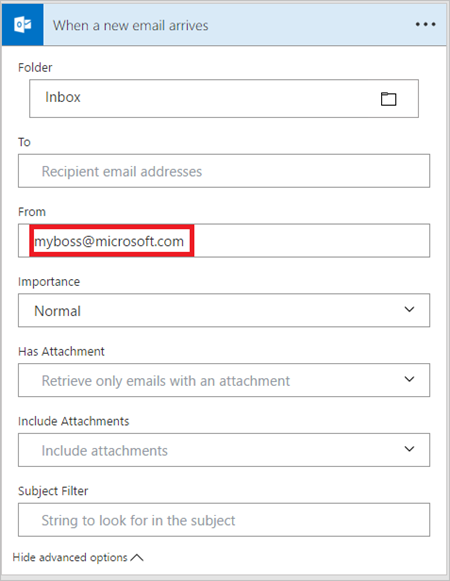 When a new email arrives
Folder
Inbox
To
Recipient email addresses
From
myboss@microsoft.com
Importance
Normal
Has Attachment
Retrieve only emails with an attachment
Include Attachments
Include attachments
Subject Filter
String to look for in the subject
Hide advanced options